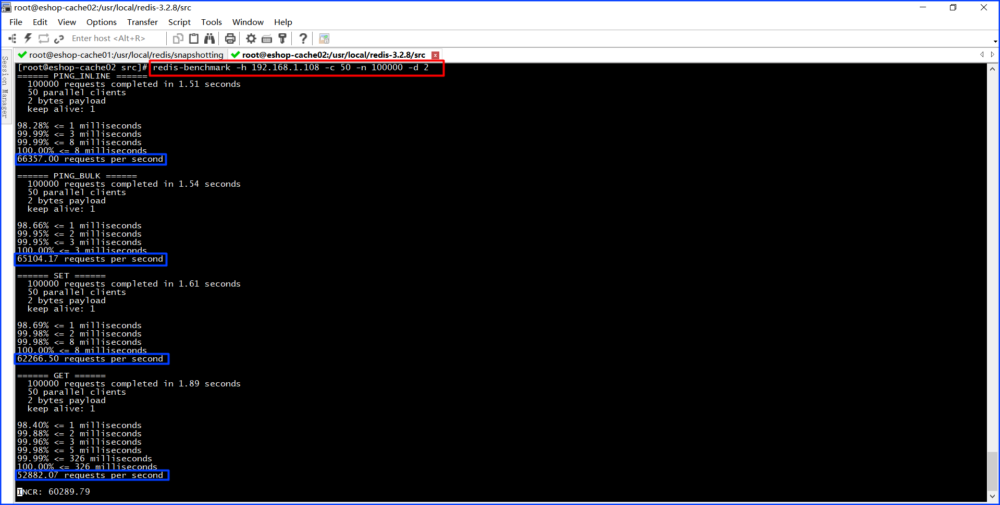 root@eshop-cache02:/usr/local/redis-3.2.8/src
File Edit View Options Transfer Script Tools Window Help
Enter host <Alt+R>
root@eshop-cache01:/usr/local/redis/snapshotting root@eshop-cache02:/usr/local/redis-3.2.8/src
Session Manager
[root@eshop-cache02 src]# redis-benchmark -h 192.168.1.108 -c 50 -n 100000 -d 2
====== PING_INLINE ======
100000 requests completed in 1.51 seconds
50 parallel clients
2 bytes payload
keep alive: 1
98.28% <= 1 milliseconds
99.99% <= 3 milliseconds
99.99% <= 8 milliseconds
100.00% <= 8 milliseconds
66357.00 requests per second
====== PING_BULK ======
100000 requests completed in 1.54 seconds
50 parallel clients
2 bytes payload
keep alive: 1
98.66% <= 1 milliseconds
99.95% <= 2 milliseconds
99.95% <= 3 milliseconds
100.00% <= 3 milliseconds
65104.17 requests per second
====== SET ======
100000 requests completed in 1.61 seconds
50 parallel clients
2 bytes payload
keep alive: 1
98.69% <= 1 milliseconds
99.98% <= 2 milliseconds
99.98% <= 8 milliseconds
100.00% <= 8 milliseconds
62266.50 requests per second
====== GET ======
100000 requests completed in 1.89 seconds
50 parallel clients
2 bytes payload
keep alive: 1
98.40% <= 1 milliseconds
99.88% <= 2 milliseconds
99.96% <= 3 milliseconds
99.98% <= 5 milliseconds
99.99% <= 326 milliseconds
100.00% <= 326 milliseconds
52882.07 requests per second
INCR: 60289.79